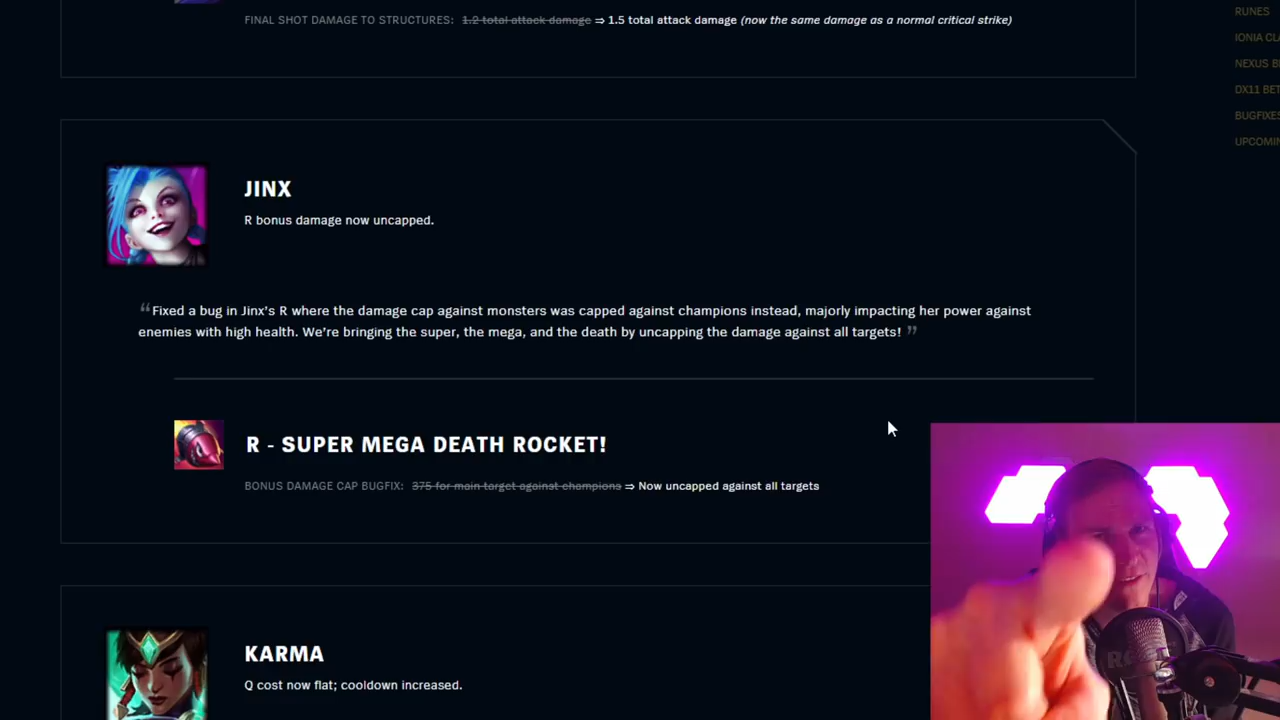 FINAL SHOT DAMAGE TO STRUCTURES: 1.2 total attack damage ⇒ 1.5 total attack damage (now the same damage as a normal critical strike)
RUNES
IONIA CLA
NEXUS B
DX11 BET
BUGFIXES
UPCOMIN
JINX
R bonus damage now uncapped.
“Fixed a bug in Jinx's R where the damage cap against monsters was capped against champions instead, majorly impacting her power against
enemies with high health. We're bringing the super, the mega, and the death by uncapping the damage against all targets! ”
R - SUPER MEGA DEATH ROCKET!
BONUS DAMAGE CAP BUGFIX: 375 for main target against champions ⇒ Now uncapped against all targets
KARMA
Q cost now flat; cooldown increased.